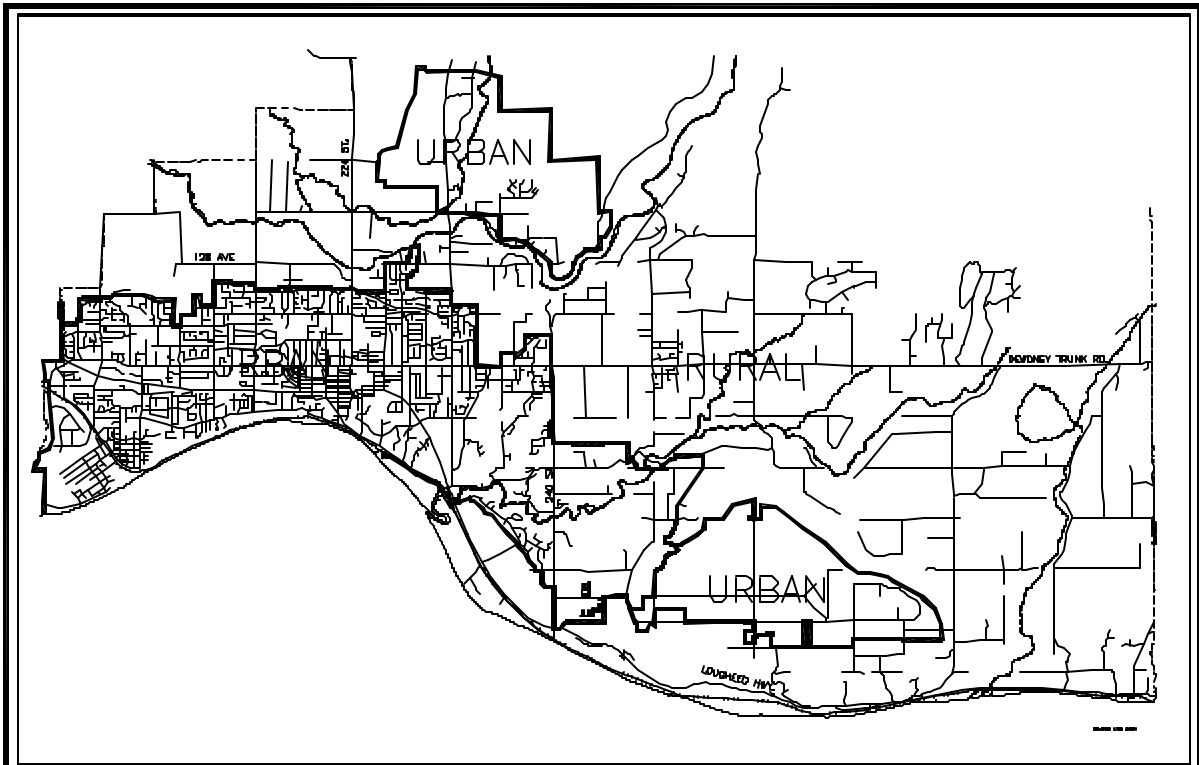 URBAN
224 ST.
128 AVE
URBAN
RURAL
DEWDNEY TRUNK RD.
240 ST
URBAN
LOUGHEED HWY